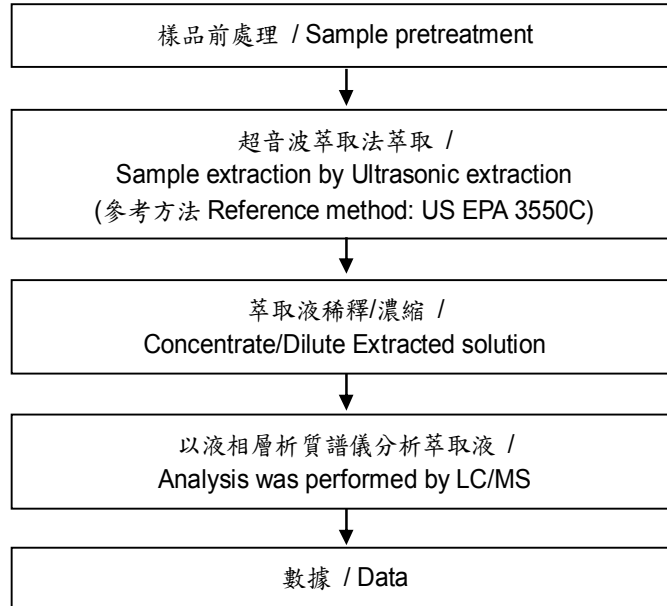 樣品前處理 / Sample pretreatment
超音波萃取法萃取 /
Sample extraction by Ultrasonic extraction
(參考方法 Reference method: US EPA 3550C)
萃取液稀釋/濃縮 /
Concentrate/Dilute Extracted solution
以液相層析質譜儀分析萃取液 /
Analysis was performed by LC/MS
數據 / Data